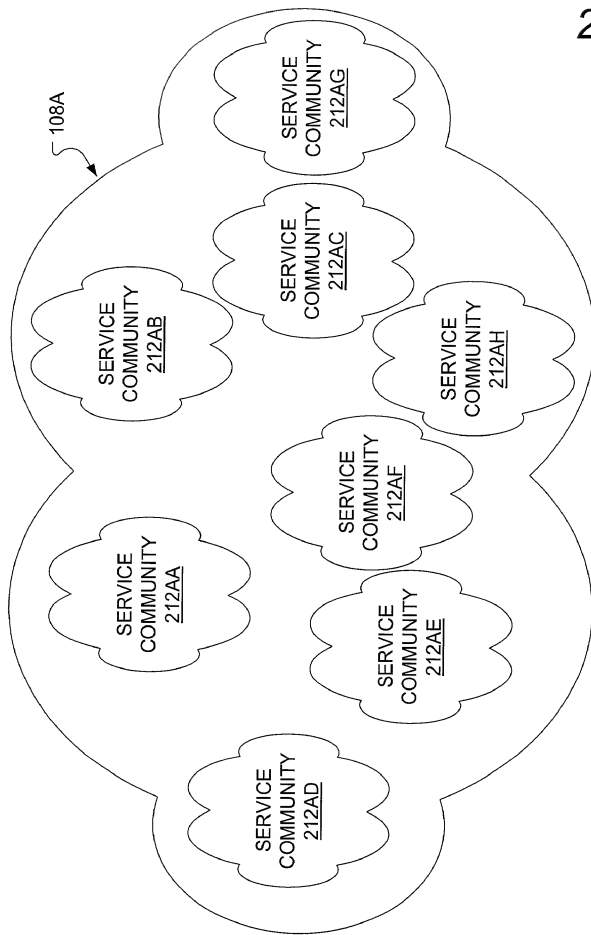 108A
SERVICE
COMMUNITY
212AA
SERVICE
COMMUNITY
212AB
SERVICE
COMMUNITY
212AC
SERVICE
COMMUNITY
212AD
SERVICE
COMMUNITY
212AE
SERVICE
COMMUNITY
212AF
SERVICE
COMMUNITY
212AG
SERVICE
COMMUNITY
212AH
2